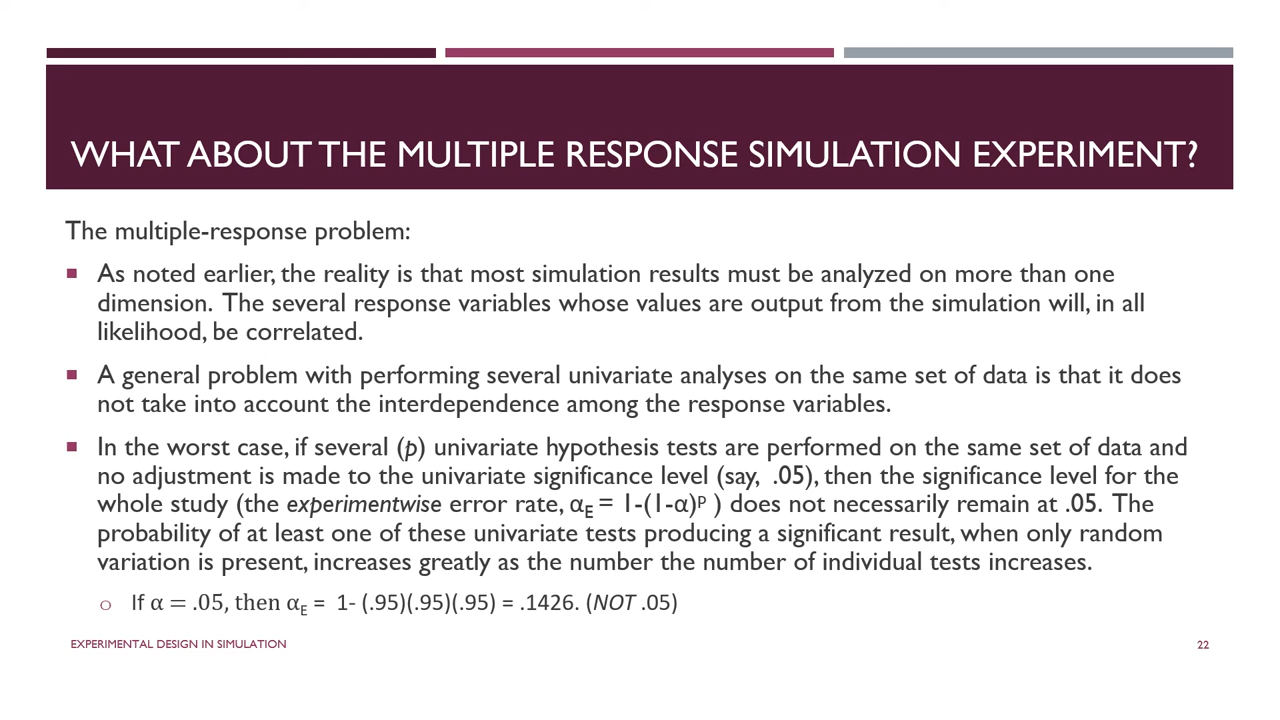 WHAT ABOUT THE MULTIPLE RESPONSE SIMULATION EXPERIMENT?
The multiple-response problem:
▪ As noted earlier, the reality is that most simulation results must be analyzed on more than one
dimension. The several response variables whose values are output from the simulation will, in all
likelihood, be correlated.
▪ A general problem with performing several univariate analyses on the same set of data is that it does
not take into account the interdependence among the response variables.
▪ In the worst case, if several (p) univariate hypothesis tests are performed on the same set of data and
no adjustment is made to the univariate significance level (say, .05), then the significance level for the
whole study (the experimentwise error rate, αE = 1-(1-α)ᵖ ) does not necessarily remain at .05. The
probability of at least one of these univariate tests producing a significant result, when only random
variation is present, increases greatly as the number the number of individual tests increases.
○ If α = .05, then αE = 1- (.95)(.95)(.95) = .1426. (NOT .05)
EXPERIMENTAL DESIGN IN SIMULATION
22